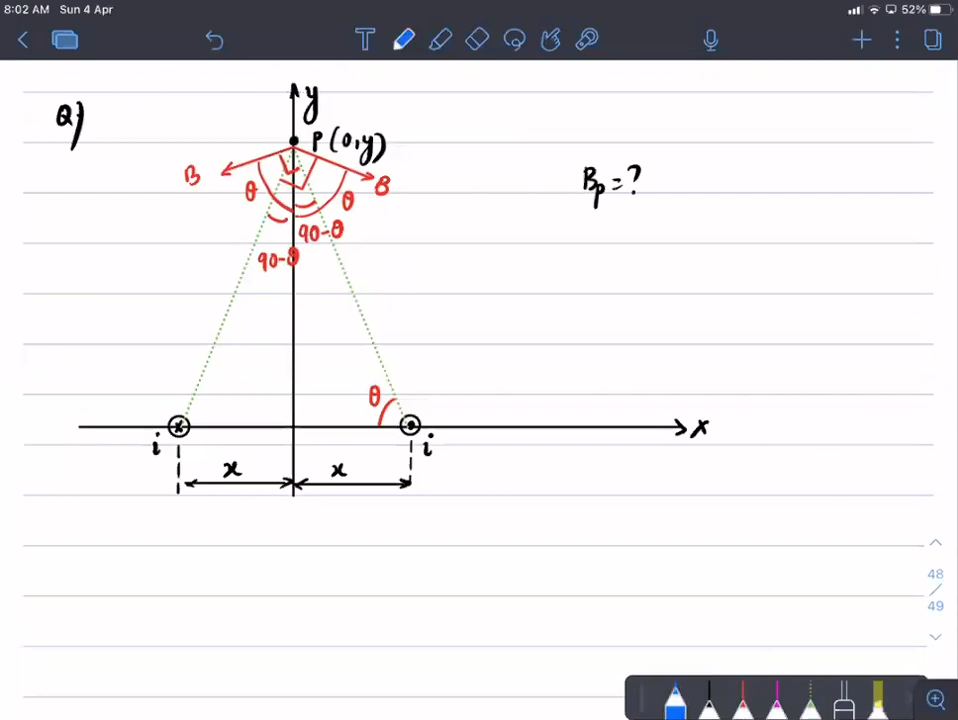 8:02 AM Sun 4 Apr
52%
T
Q)
y
P(0,y)
B
B
θ
θ
90-θ
90-θ
Bp=?
θ
x
i
i
x
x
48
49